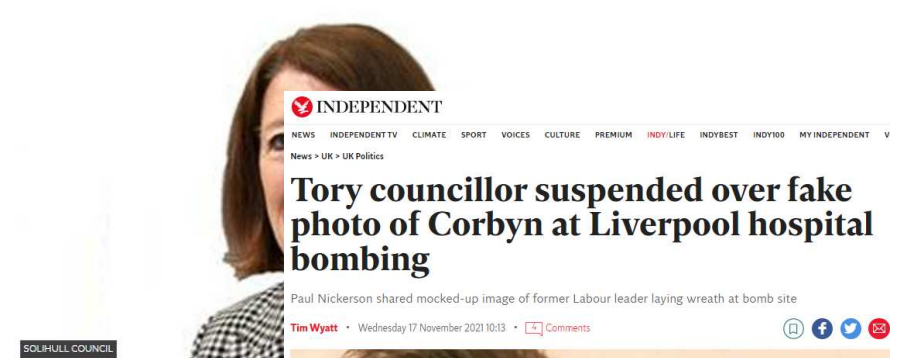 INDEPENDENT
NEWS INDEPENDENT TV CLIMATE SPORT VOICES CULTURE PREMIUM INDY/LIFE INDYBEST INDY100 MY INDEPENDENT V
News > UK > UK Politics
Tory councillor suspended over fake
photo of Corbyn at Liverpool hospital
bombing
Paul Nickerson shared mocked-up image of former Labour leader laying wreath at bomb site
Tim Wyatt • Wednesday 17 November 2021 10:13 • 4 Comments
SOLIHULL COUNCIL